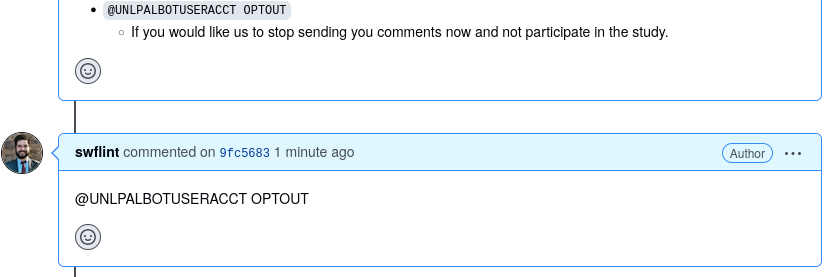 @UNLPALBOTUSERACCT OPTOUT
If you would like us to stop sending you comments now and not participate in the study.
swflint commented on 9fc5683 1 minute ago Author
@UNLPALBOTUSERACCT OPTOUT